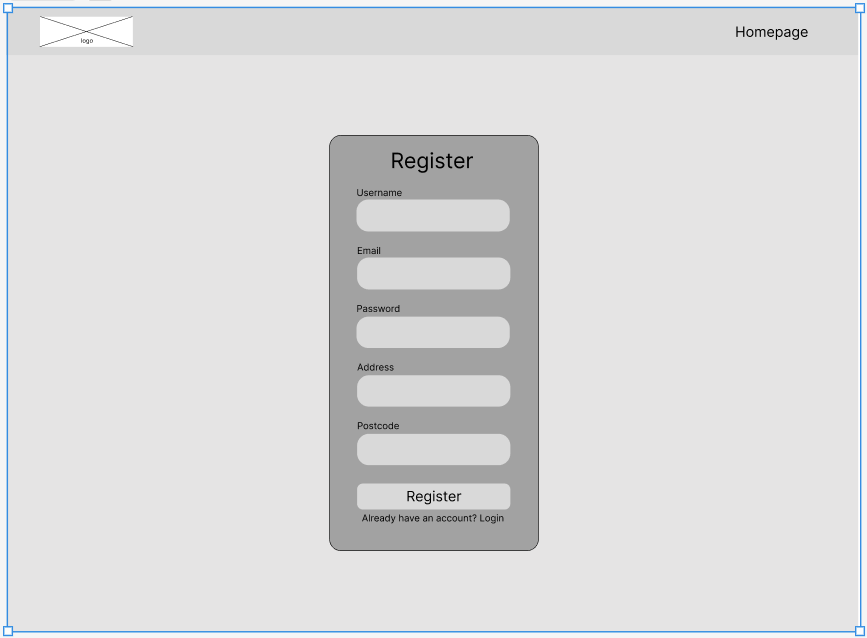 logo
Homepage
Register
Username
Email
Password
Address
Postcode
Register
Already have an account? Login